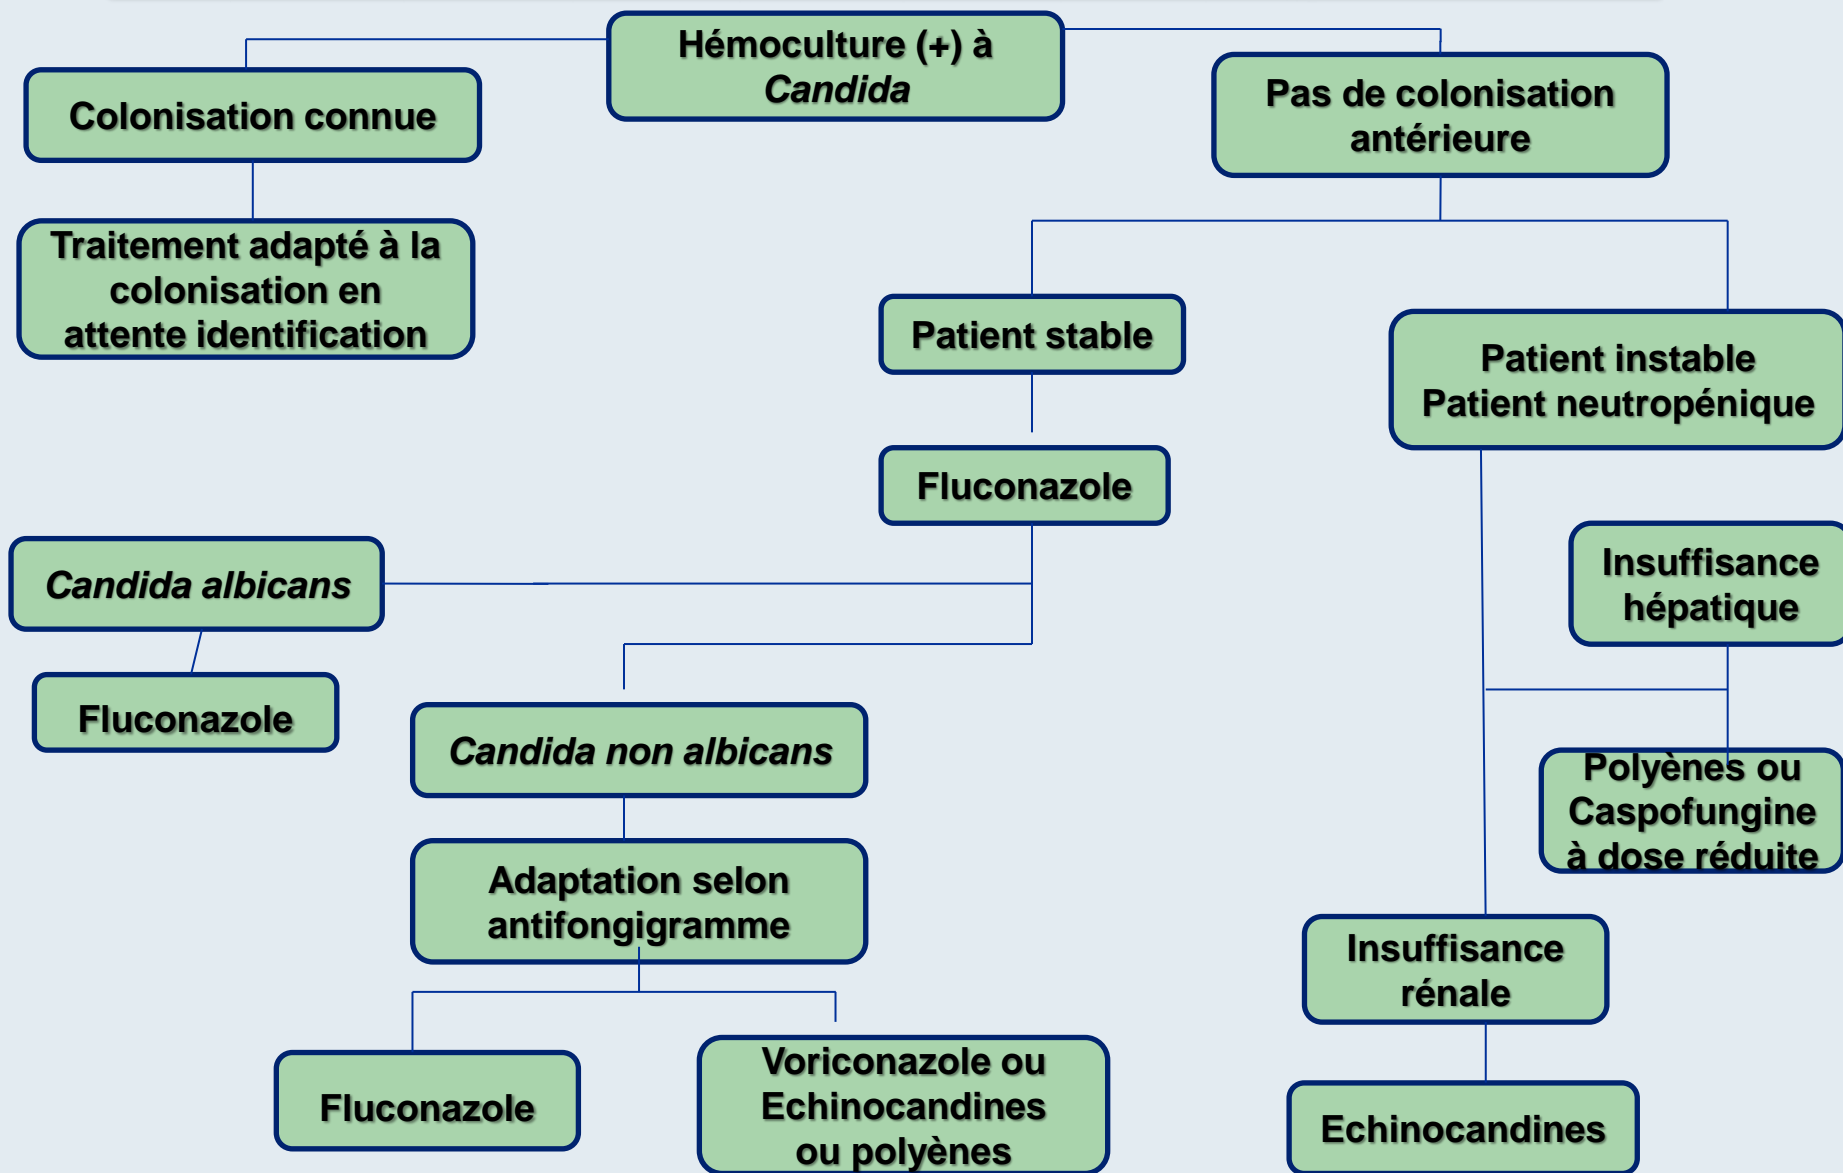 Hémoculture (+) à
Candida
Colonisation connue
Pas de colonisation
antérieure
Traitement adapté à la
colonisation en
attente identification
Patient stable
Patient instable
Patient neutropénique
Fluconazole
Candida albicans
Insuffisance
hépatique
Fluconazole
Candida non albicans
Polyènes ou
Caspofungine
à dose réduite
Adaptation selon
antifongigramme
Insuffisance
rénale
Fluconazole
Voriconazole ou
Echinocandines
ou polyènes
Echinocandines